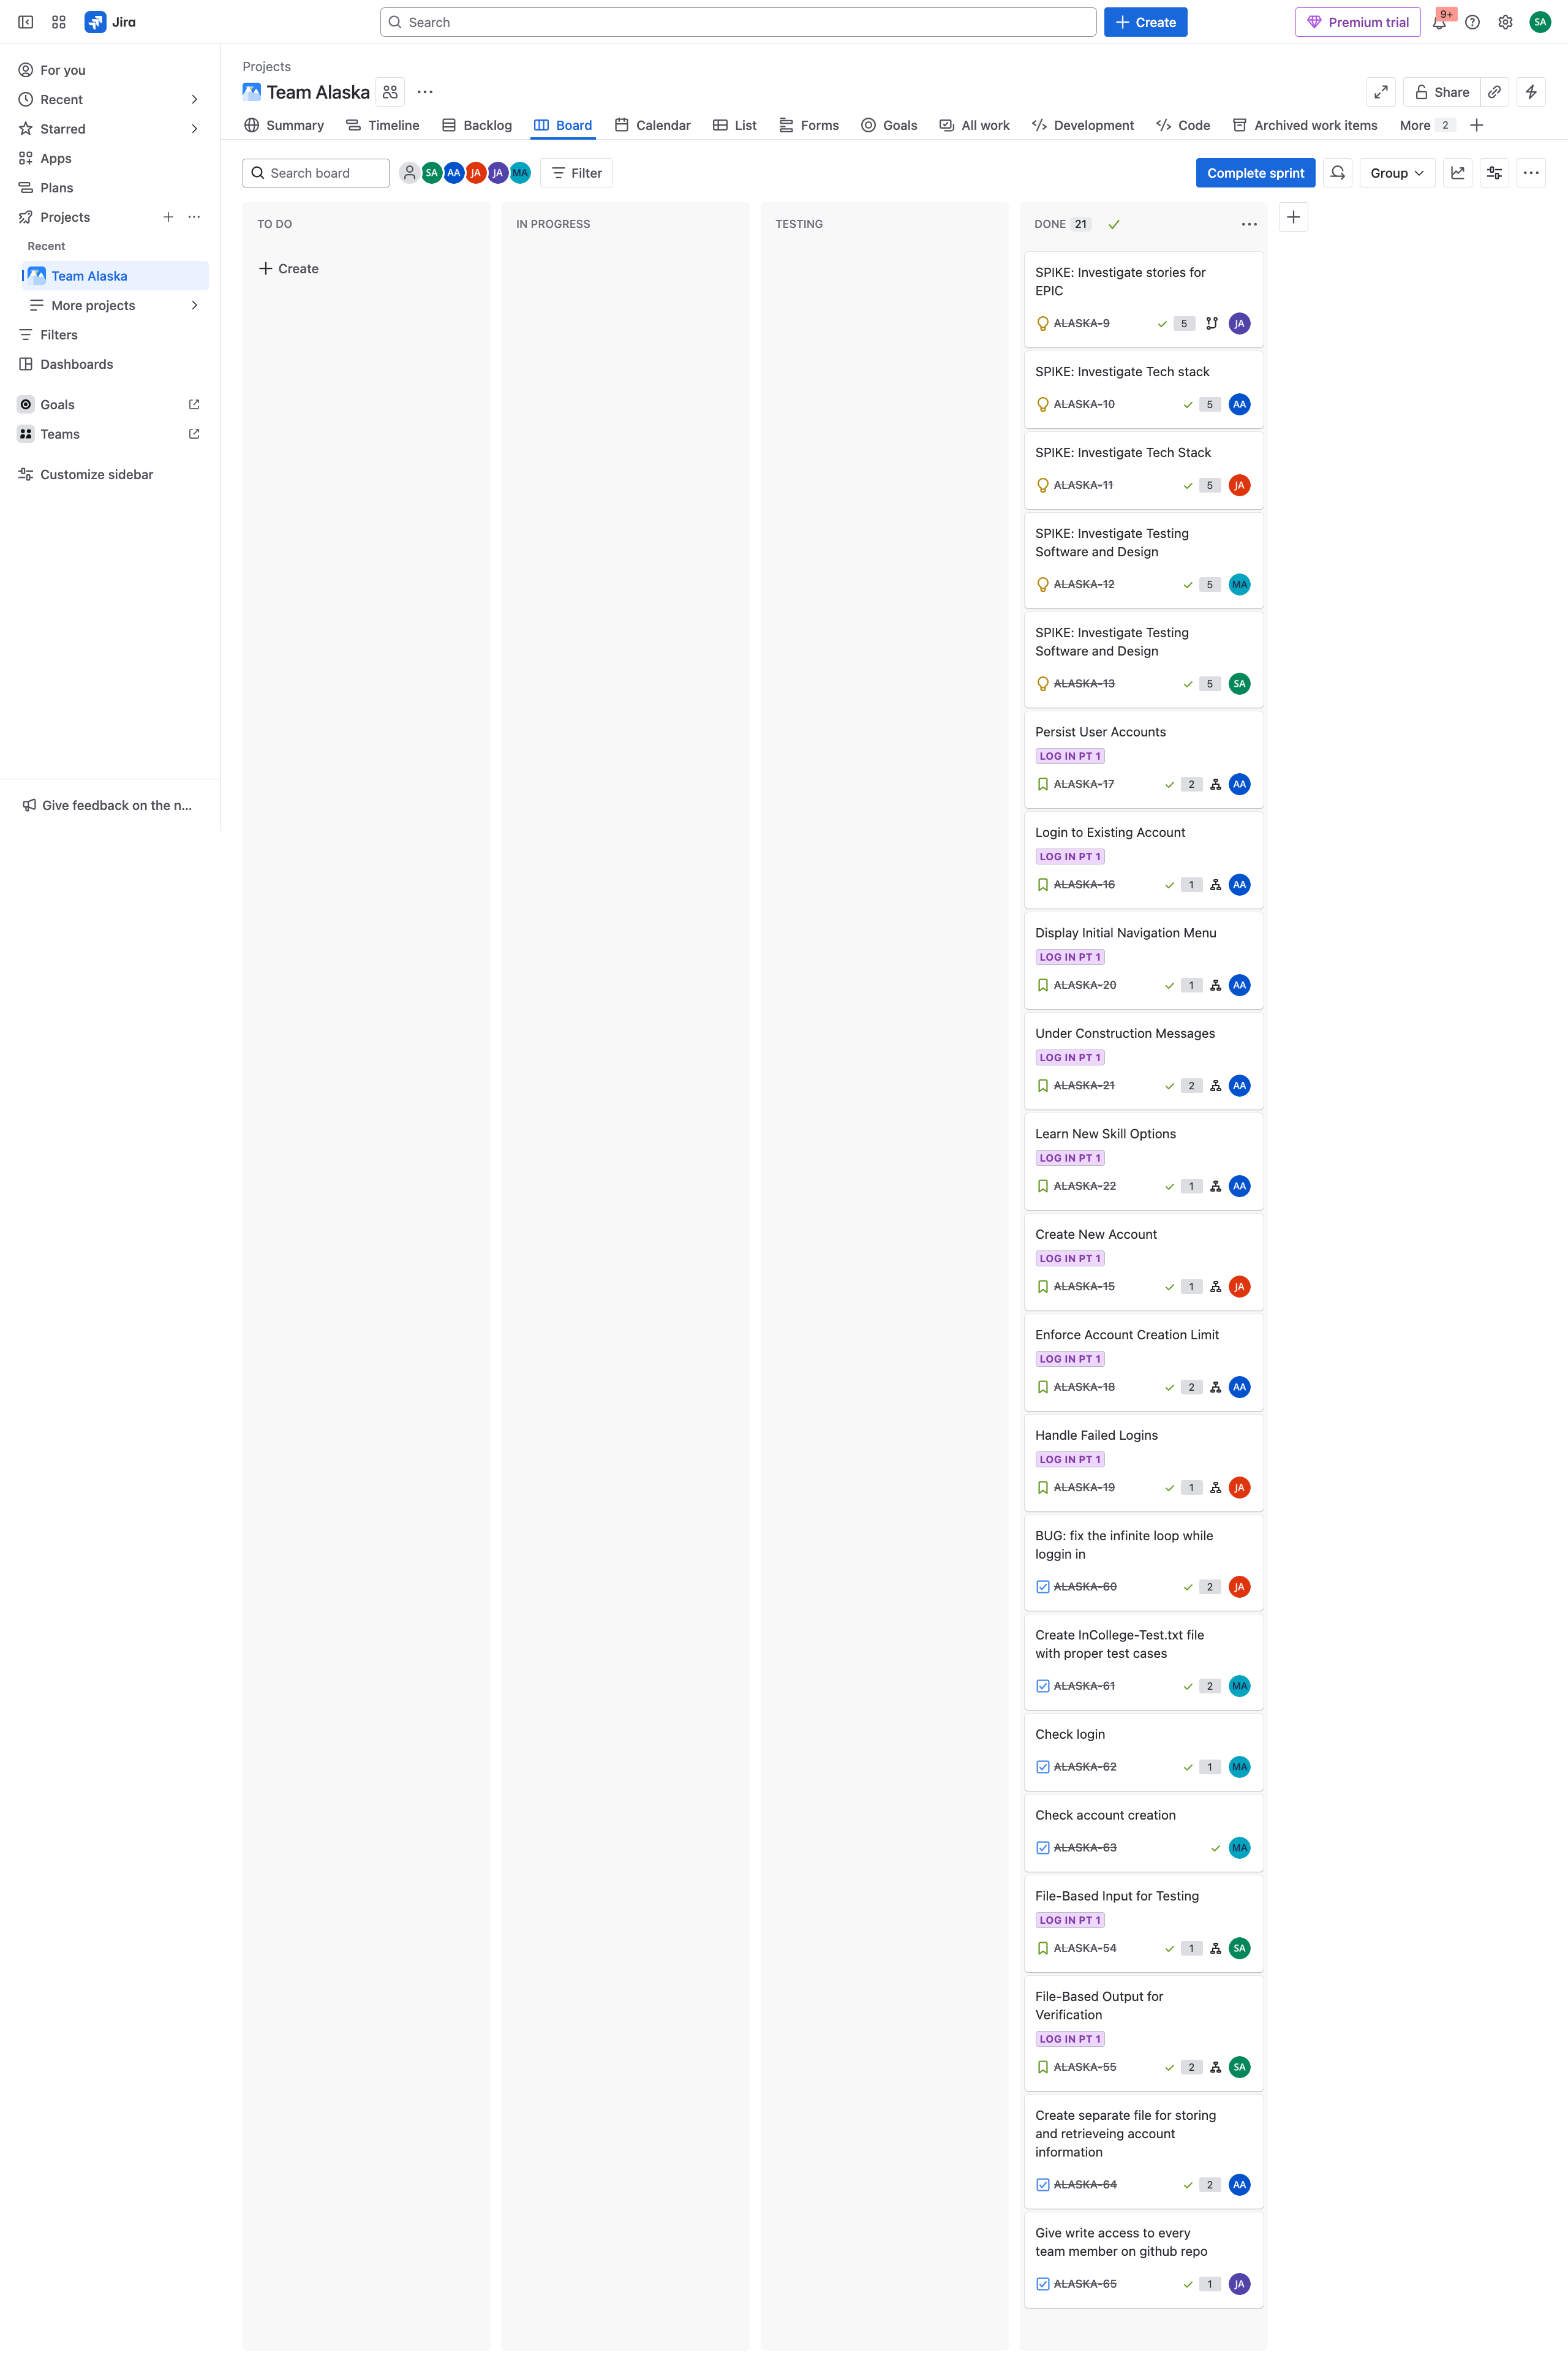 Jira
Search
Create
Premium trial
9+
SA
For you
Recent
Starred
Apps
Plans
Projects
Recent
Team Alaska
More projects
Filters
Dashboards
Goals
Teams
Customize sidebar
Give feedback on the n...
Projects
Team Alaska
Share
Summary
Timeline
Backlog
Board
Calendar
List
Forms
Goals
All work
Development
Code
Archived work items
More 2
Search board
SA AA JA JA MA
Filter
Complete sprint
Group
TO DO
Create
IN PROGRESS
TESTING
DONE 21
SPIKE: Investigate stories for
EPIC
ALASKA-9 5 JA
SPIKE: Investigate Tech stack
ALASKA-10 5 AA
SPIKE: Investigate Tech Stack
ALASKA-11 5 JA
SPIKE: Investigate Testing
Software and Design
ALASKA-12 5 MA
SPIKE: Investigate Testing
Software and Design
ALASKA-13 5 SA
Persist User Accounts
LOG IN PT 1
ALASKA-17 2 AA
Login to Existing Account
LOG IN PT 1
ALASKA-16 1 AA
Display Initial Navigation Menu
LOG IN PT 1
ALASKA-20 1 AA
Under Construction Messages
LOG IN PT 1
ALASKA-21 2 AA
Learn New Skill Options
LOG IN PT 1
ALASKA-22 1 AA
Create New Account
LOG IN PT 1
ALASKA-15 1 JA
Enforce Account Creation Limit
LOG IN PT 1
ALASKA-18 2 AA
Handle Failed Logins
LOG IN PT 1
ALASKA-19 1 JA
BUG: fix the infinite loop while
loggin in
ALASKA-60 2 JA
Create InCollege-Test.txt file
with proper test cases
ALASKA-61 2 MA
Check login
ALASKA-62 1 MA
Check account creation
ALASKA-63 MA
File-Based Input for Testing
LOG IN PT 1
ALASKA-54 1 SA
File-Based Output for
Verification
LOG IN PT 1
ALASKA-55 2 SA
Create separate file for storing
and retrieveing account
information
ALASKA-64 2 AA
Give write access to every
team member on github repo
ALASKA-65 1 JA